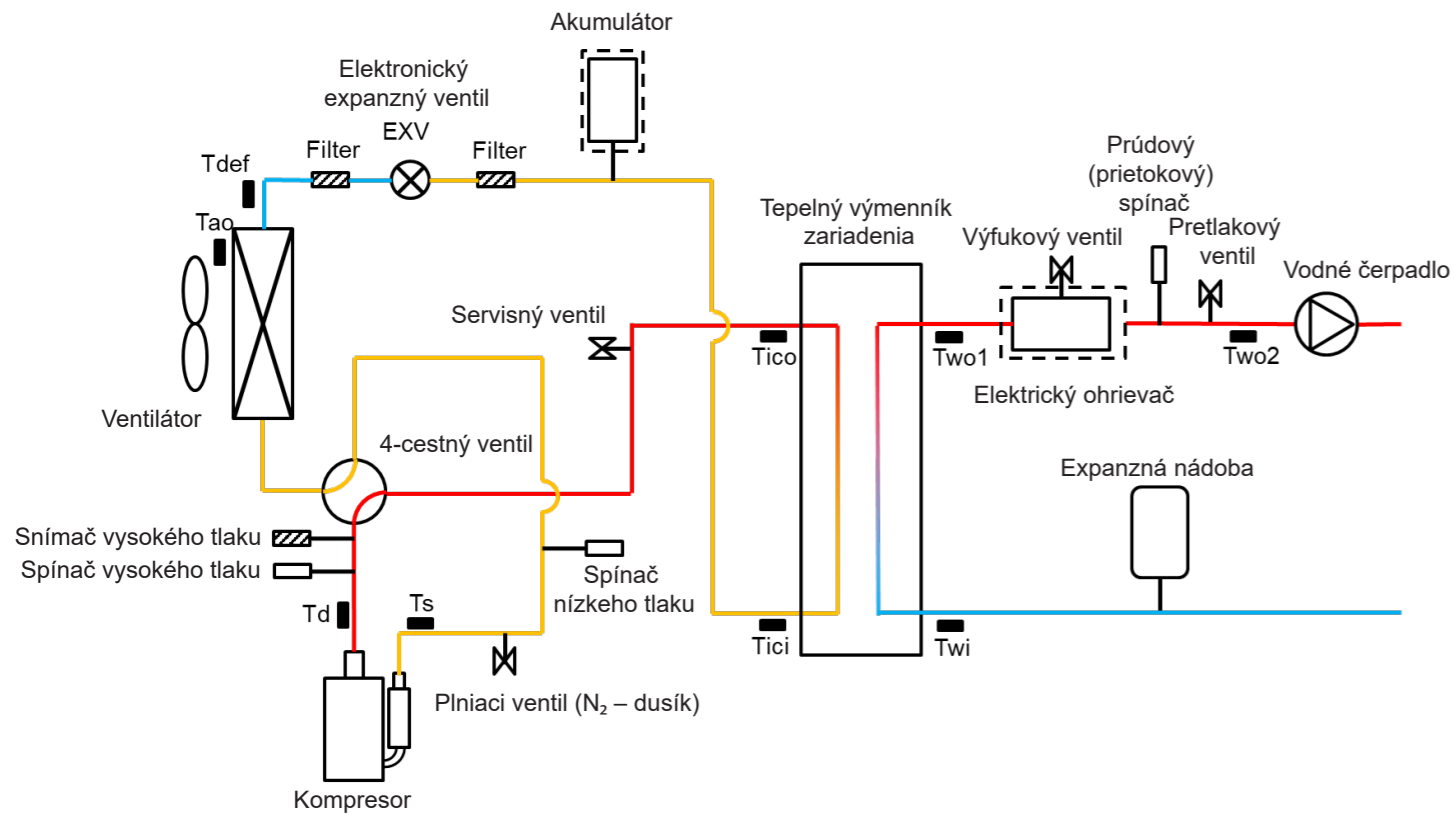 Akumulátor
Elektronický
expanzný ventil
EXV
Filter
Filter
Tdef
Tao
Prúdový
(prietokový)
spínač
Tepelný výmenník
zariadenia
Výfukový ventil
Pretlakový
ventil
Vodné čerpadlo
Servisný ventil
Tico
Two1
Two2
Elektrický ohrievač
Ventilátor
4-cestný ventil
Expanzná nádoba
Snímač vysokého tlaku
Spínač vysokého tlaku
Spínač
nízkeho tlaku
Td
Ts
Tici
Twi
Plniaci ventil (N₂ – dusík)
Kompresor